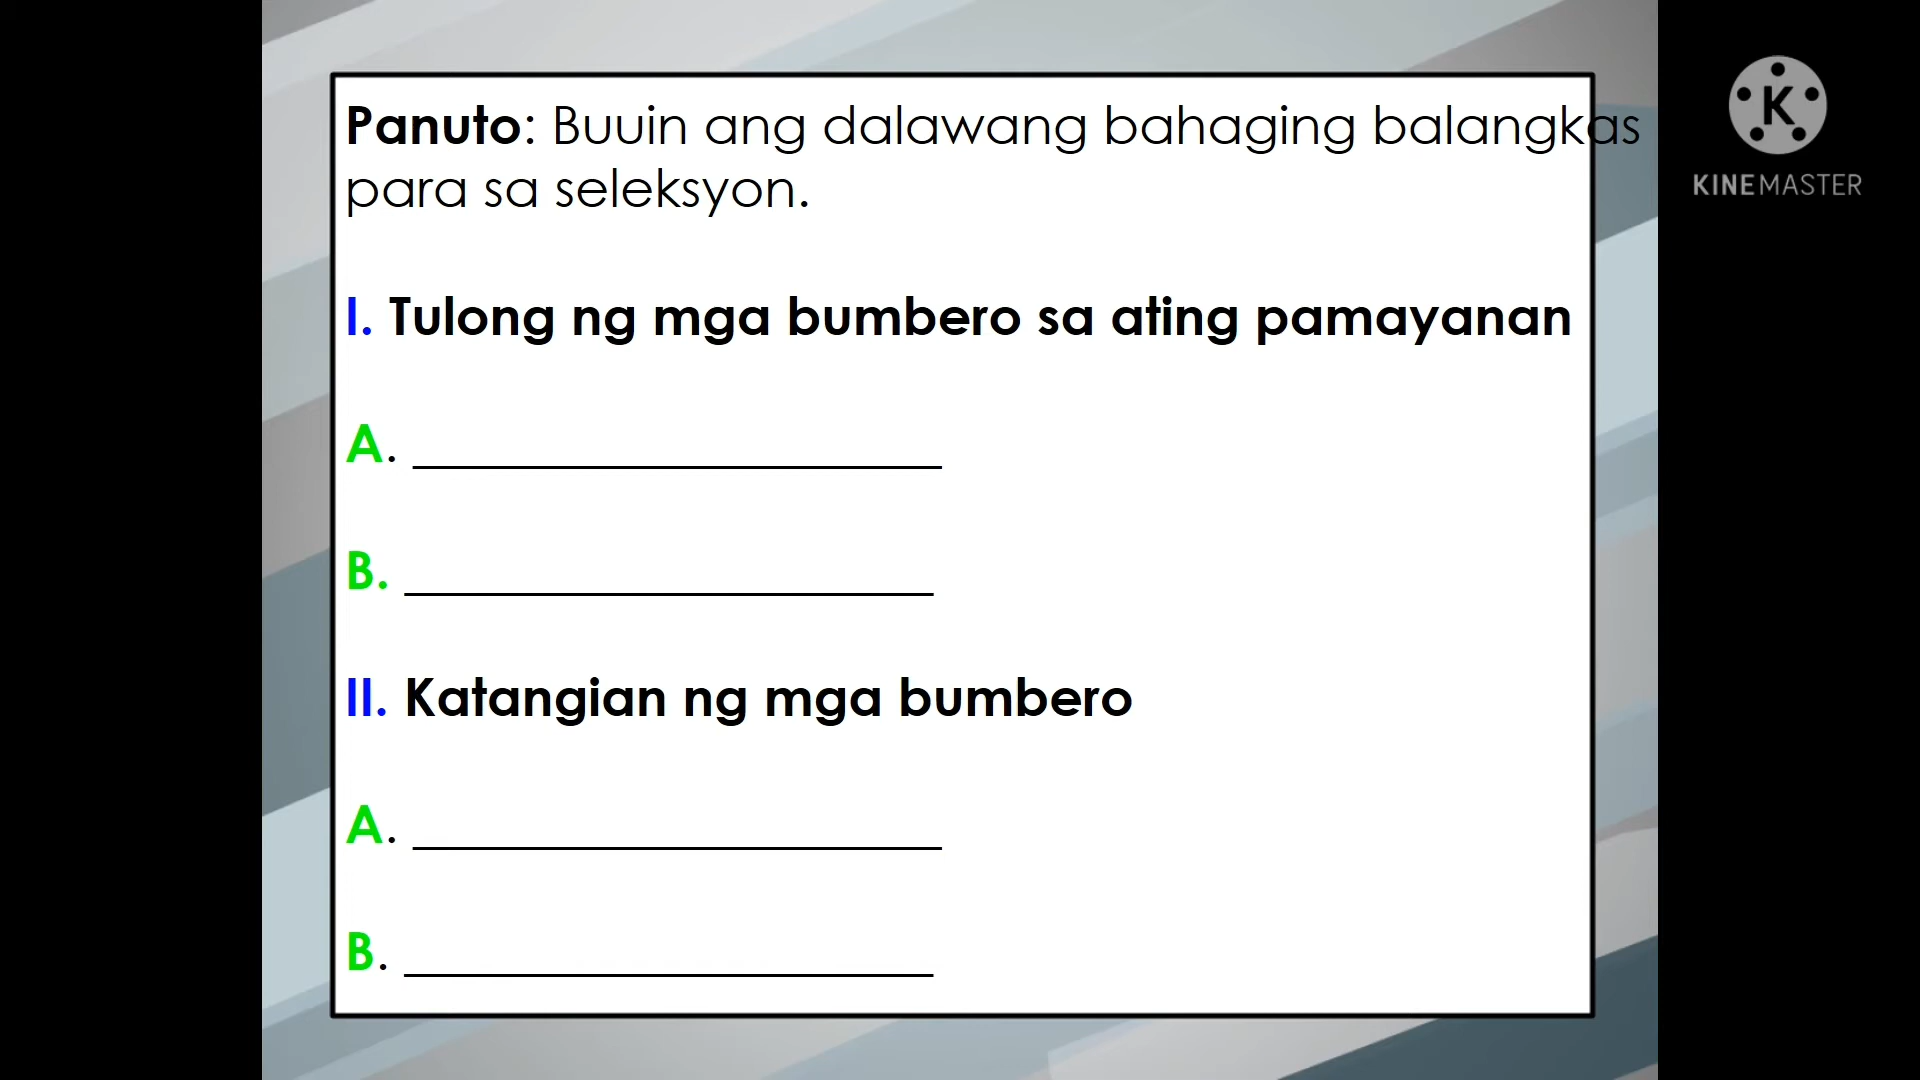 Panuto: Buuin ang dalawang bahaging balangkas
para sa seleksyon.
I. Tulong ng mga bumbero sa ating pamayanan
A. ____________________
B. ____________________
II. Katangian ng mga bumbero
A. ____________________
B. ____________________
K
KINEMASTER